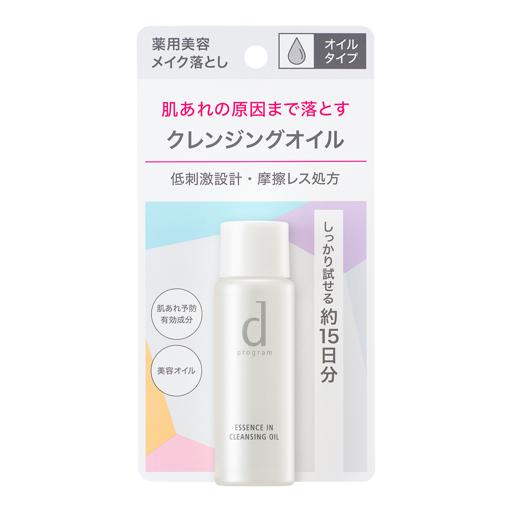 薬用美容
メイク落とし
オイル
タイプ
肌あれの原因まで落とす
クレンジングオイル
低刺激設計・摩擦レス処方
しっかり試せる 約15日分
肌あれ予防
有効成分
美容オイル
d
program
ESSENCE IN
CLEANSING OIL